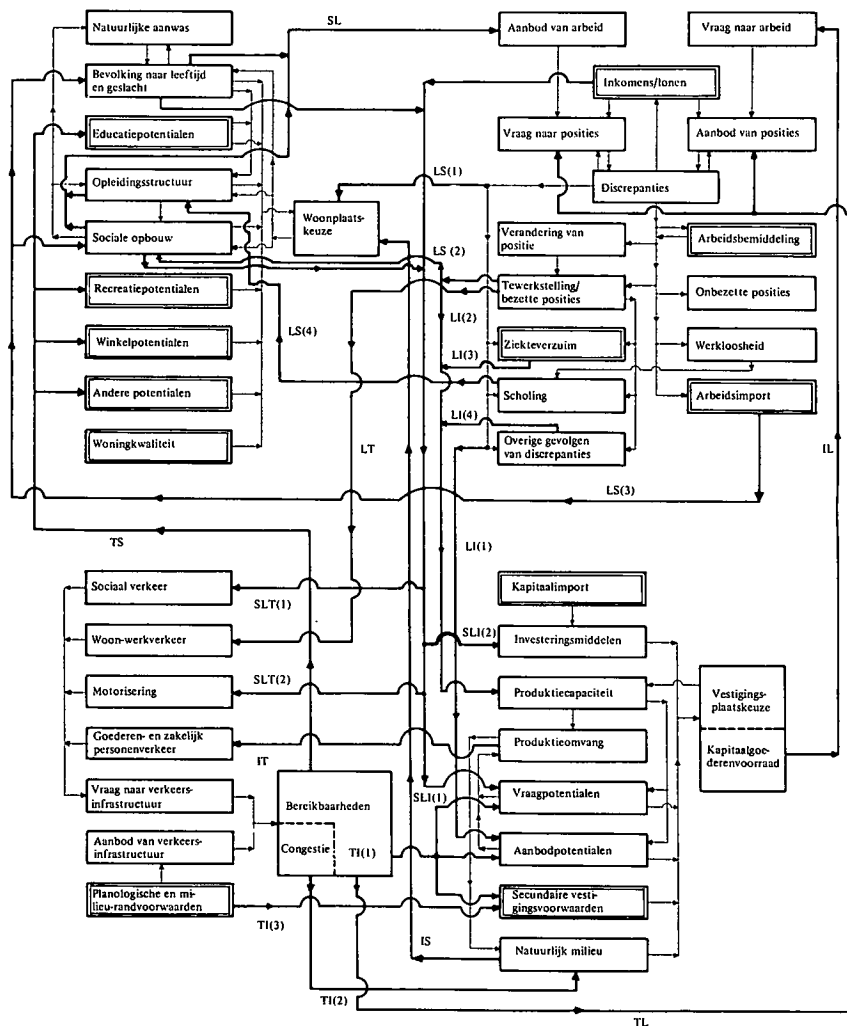 SL
Natuurlijke aanwas
Aanbod van arbeid
Vraag naar arbeid
Bevolking naar leeftijd
en geslacht
Inkomens/lonen
Educatiepotentialen
Vraag naar posities
Aanbod van posities
LS(1)
Opleidingsstructuur
Discrepanties
Woonplaats-
keuze
Sociale opbouw
Verandering van
positie
Arbeidsbemiddeling
LS (2)
Recreatiepotentialen
Tewerkstelling/
bezette posities
Onbezette posities
LI(2)
LS(4)
Winkelpotentialen
Ziekteverzuim
Werkloosheid
LI(3)
Andere potentialen
Scholing
Arbeidsimport
LI(4)
Woningkwaliteit
Overige gevolgen
van discrepanties
LT
IL
LS(3)
TS
LI(1)
Sociaal verkeer
Kapitaalimport
SLT(1)
SLI(2)
Woon-werkverkeer
Investeringsmiddelen
Motorisering
SLT(2)
Produktiecapaciteit
Vestigings-
plaatskeuze
Goederen- en zakelijk
personenverkeer
Produktieomvang
Kapitaalgoe-
derenvoorraad
IT
Vraag naar verkeers-
infrastructuur
Bereikbaarheden
SLI(1)
Vraagpotentialen
Aanbod van verkeers-
infrastructuur
Congestie
TI(1)
Aanbodpotentialen
Planologische en mi-
lieu-randvoorwaarden
Secundaire vesti-
gingsvoorwaarden
TI(3)
IS
Natuurlijk milieu
TI(2)
TL